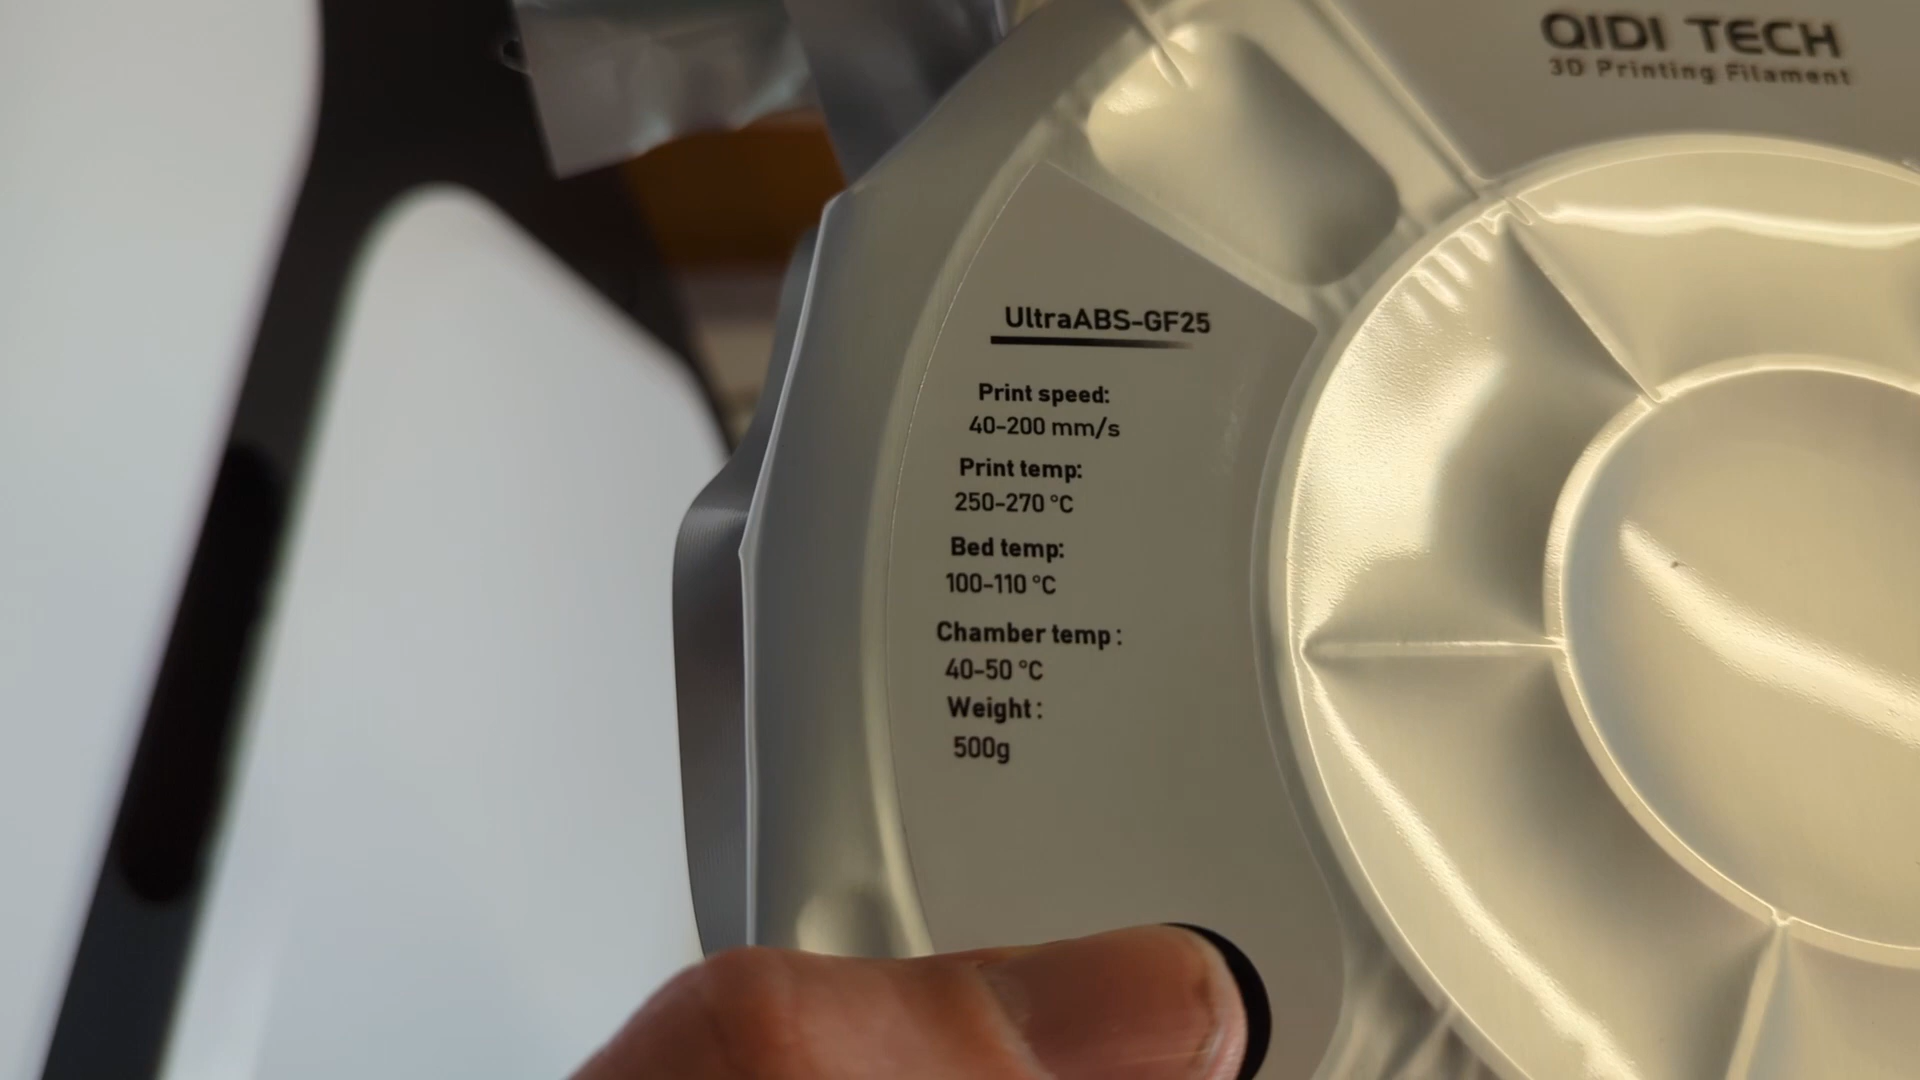 QIDI TECH
3D Printing Filament
UltraABS-GF25
Print speed:
40-200 mm/s
Print temp:
250-270 °C
Bed temp:
100-110 °C
Chamber temp :
40-50 °C
Weight :
500g